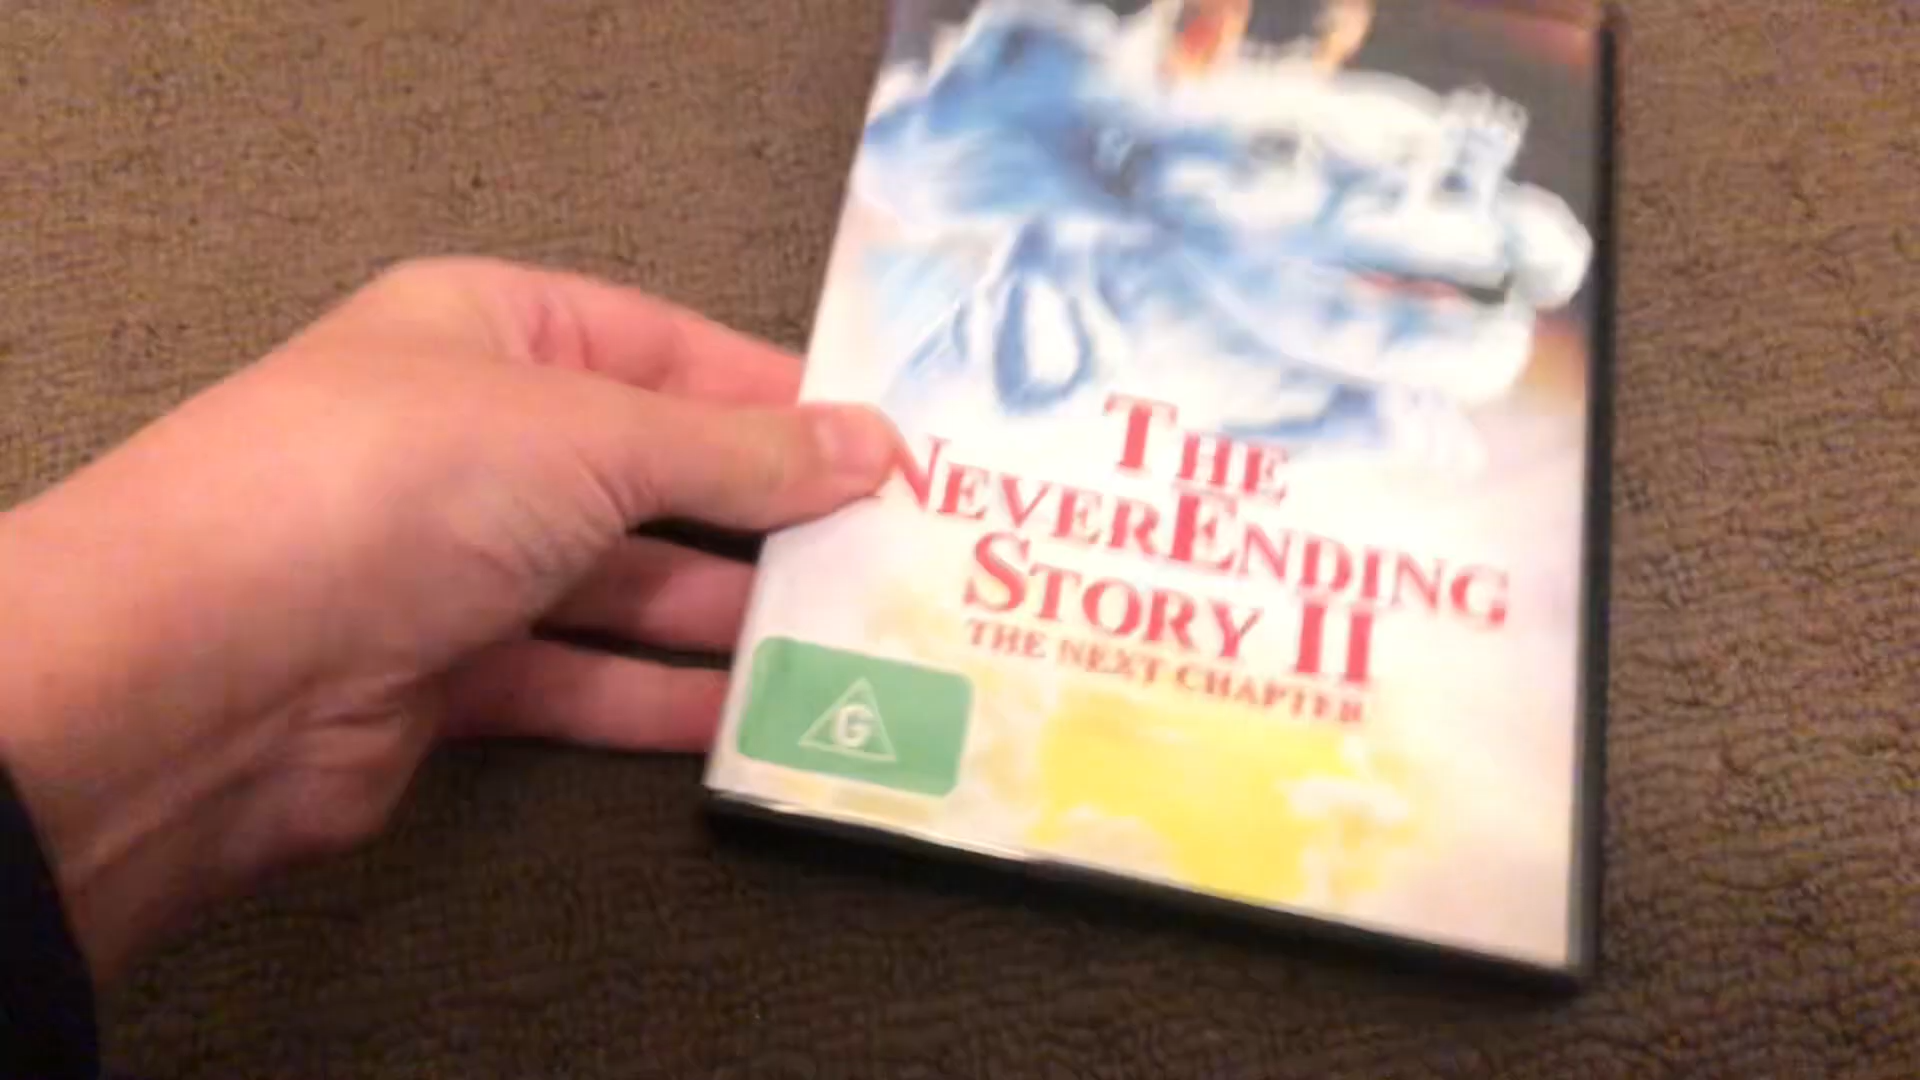 THE
NEVERENDING
STORY II
THE NEXT CHAPTER
G